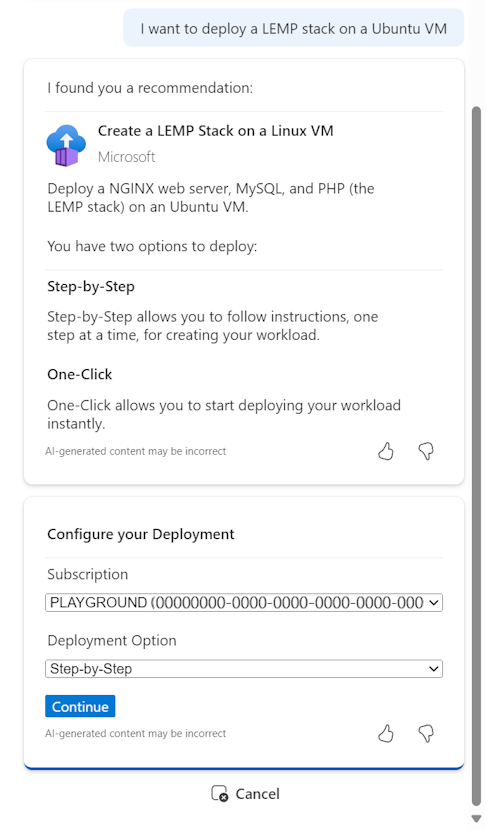 I want to deploy a LEMP stack on a Ubuntu VM
I found you a recommendation:
Create a LEMP Stack on a Linux VM
Microsoft
Deploy a NGINX web server, MySQL, and PHP (the
LEMP stack) on an Ubuntu VM.
You have two options to deploy:
Step-by-Step
Step-by-Step allows you to follow instructions, one
step at a time, for creating your workload.
One-Click
One-Click allows you to start deploying your workload
instantly.
AI-generated content may be incorrect
Configure your Deployment
Subscription
PLAYGROUND (00000000-0000-0000-0000-0000-000
Deployment Option
Step-by-Step
Continue
AI-generated content may be incorrect
Cancel